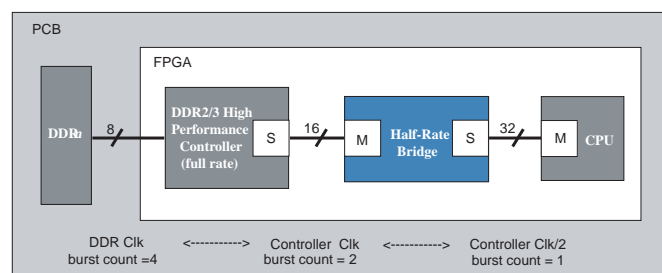 PCB
FPGA
DDRn
8
DDR2/3 High
Performance
Controller
(full rate)
S
16
M
Half-Rate
Bridge
S
32
M
CPU
DDR Clk <-----------> Controller Clk <-----------> Controller Clk/2
burst count =4 burst count = 2 burst count = 1